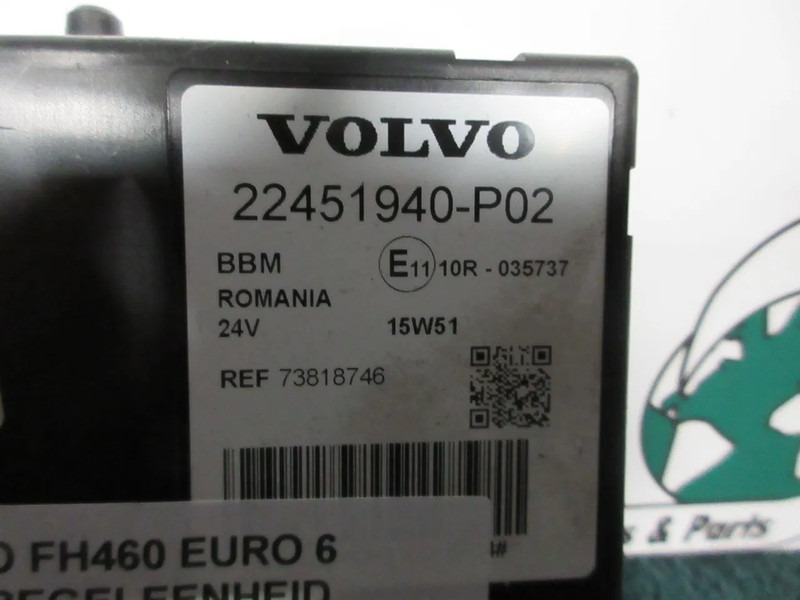 VOLVO
22451940-P02
BBM E11 10R - 035737
ROMANIA
24V 15W51
REF 73818746
FH460 EURO 6
& Parts